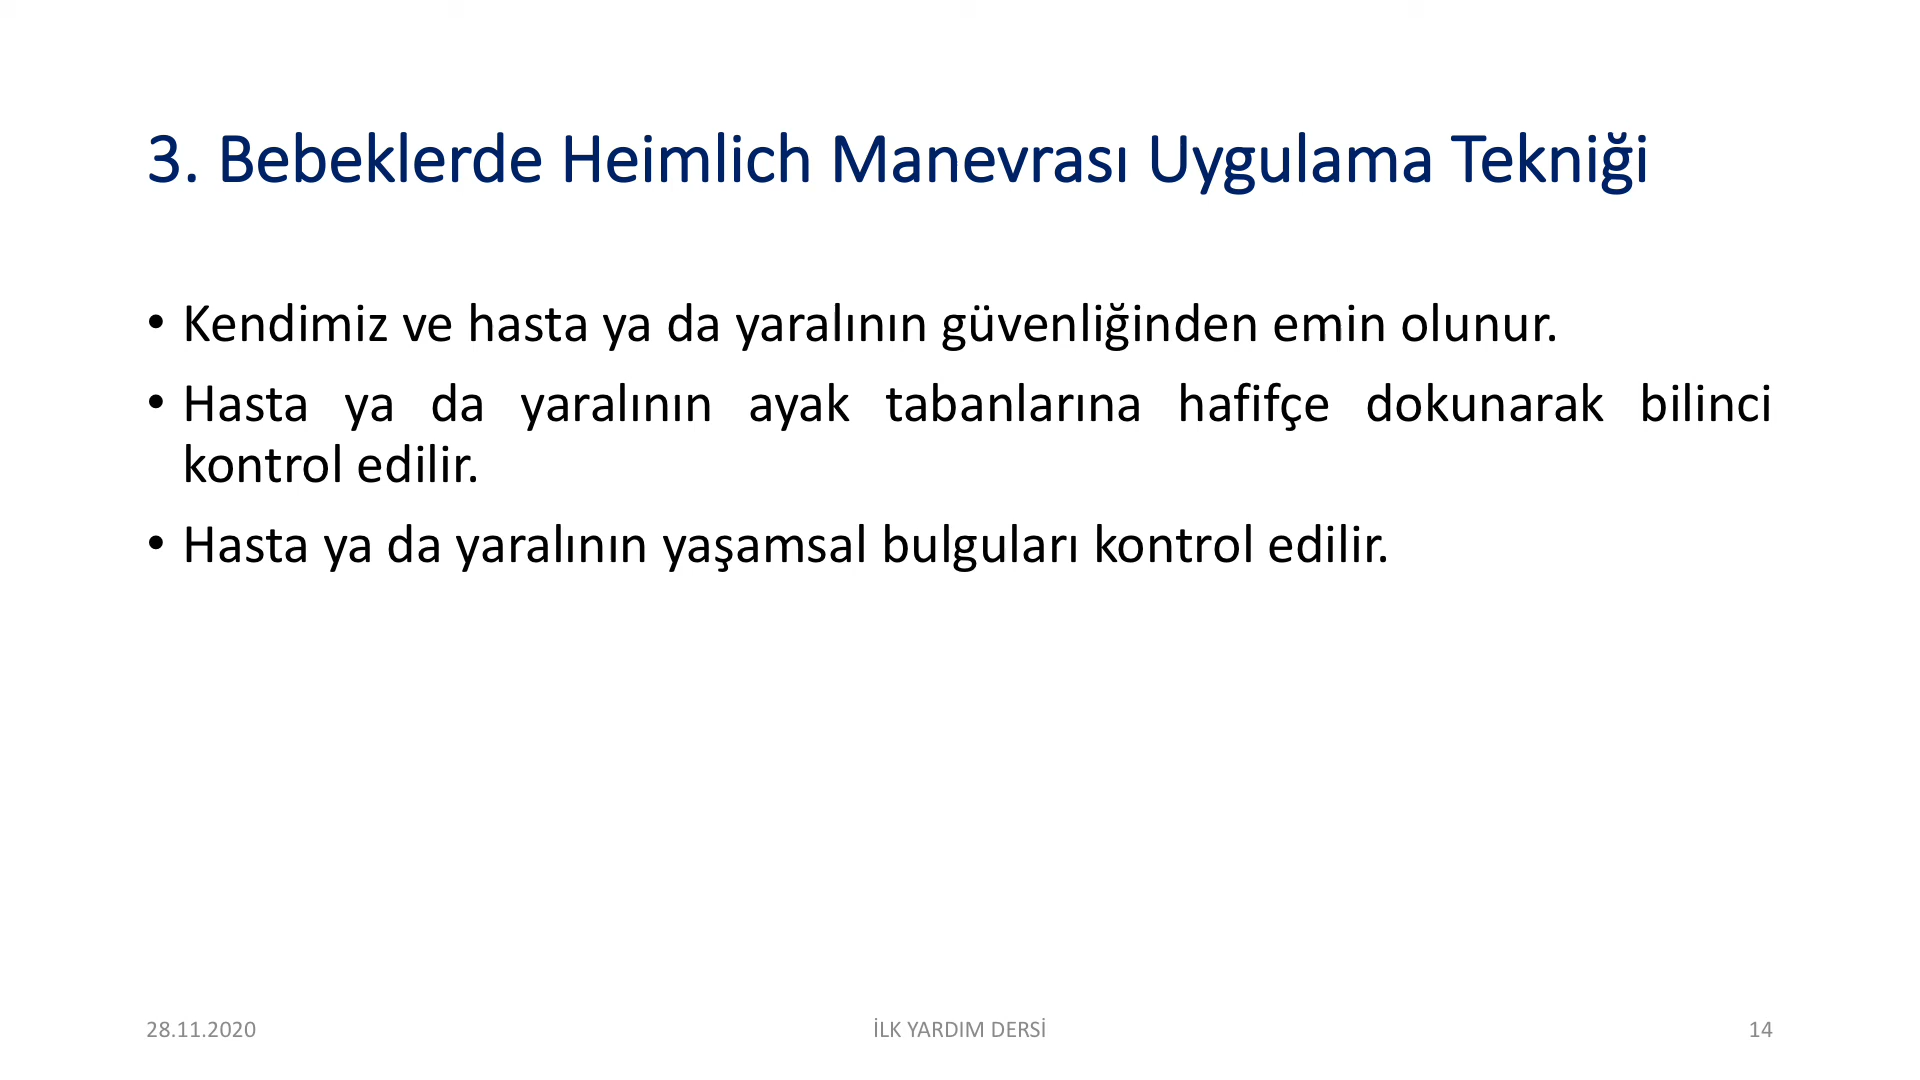 3. Bebeklerde Heimlich Manevrası Uygulama Tekniği
• Kendimiz ve hasta ya da yaralının güvenliğinden emin olunur.
• Hasta ya da yaralının ayak tabanlarına hafifçe dokunarak bilinci
kontrol edilir.
• Hasta ya da yaralının yaşamsal bulguları kontrol edilir.
28.11.2020
İLK YARDIM DERSİ
14